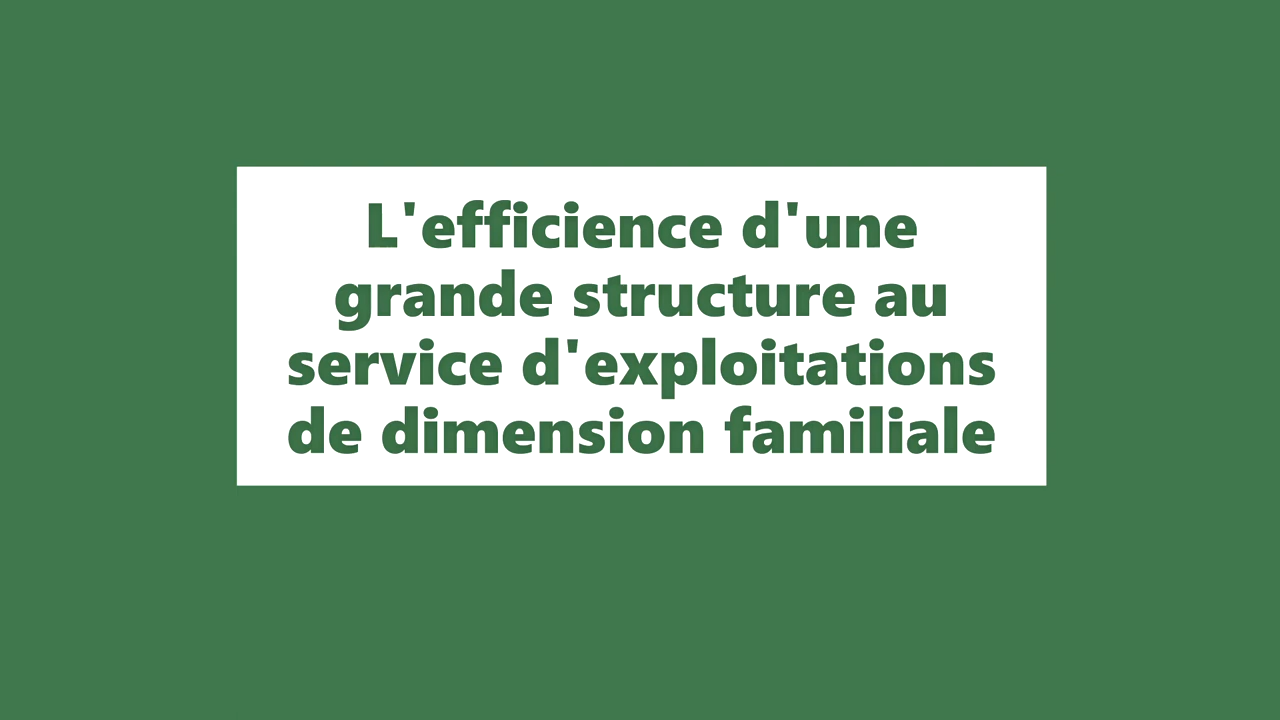 L'efficience d'une
grande structure au
service d'exploitations
de dimension familiale